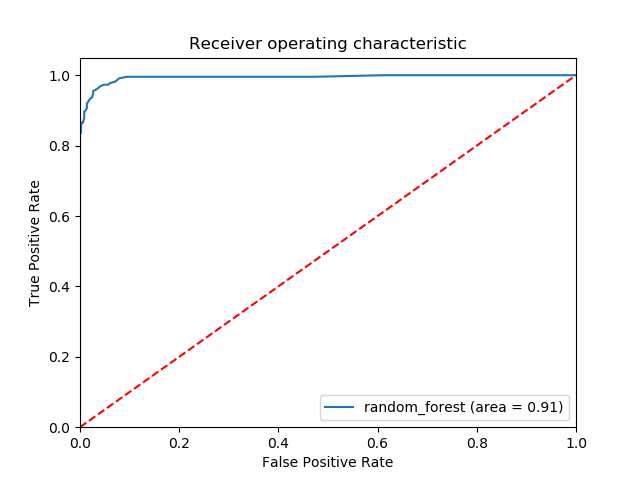 Receiver operating characteristic
1.0
0.8
0.6
0.4
0.2
0.0
True Positive Rate
random_forest (area = 0.91)
0.0 0.2 0.4 0.6 0.8 1.0
False Positive Rate